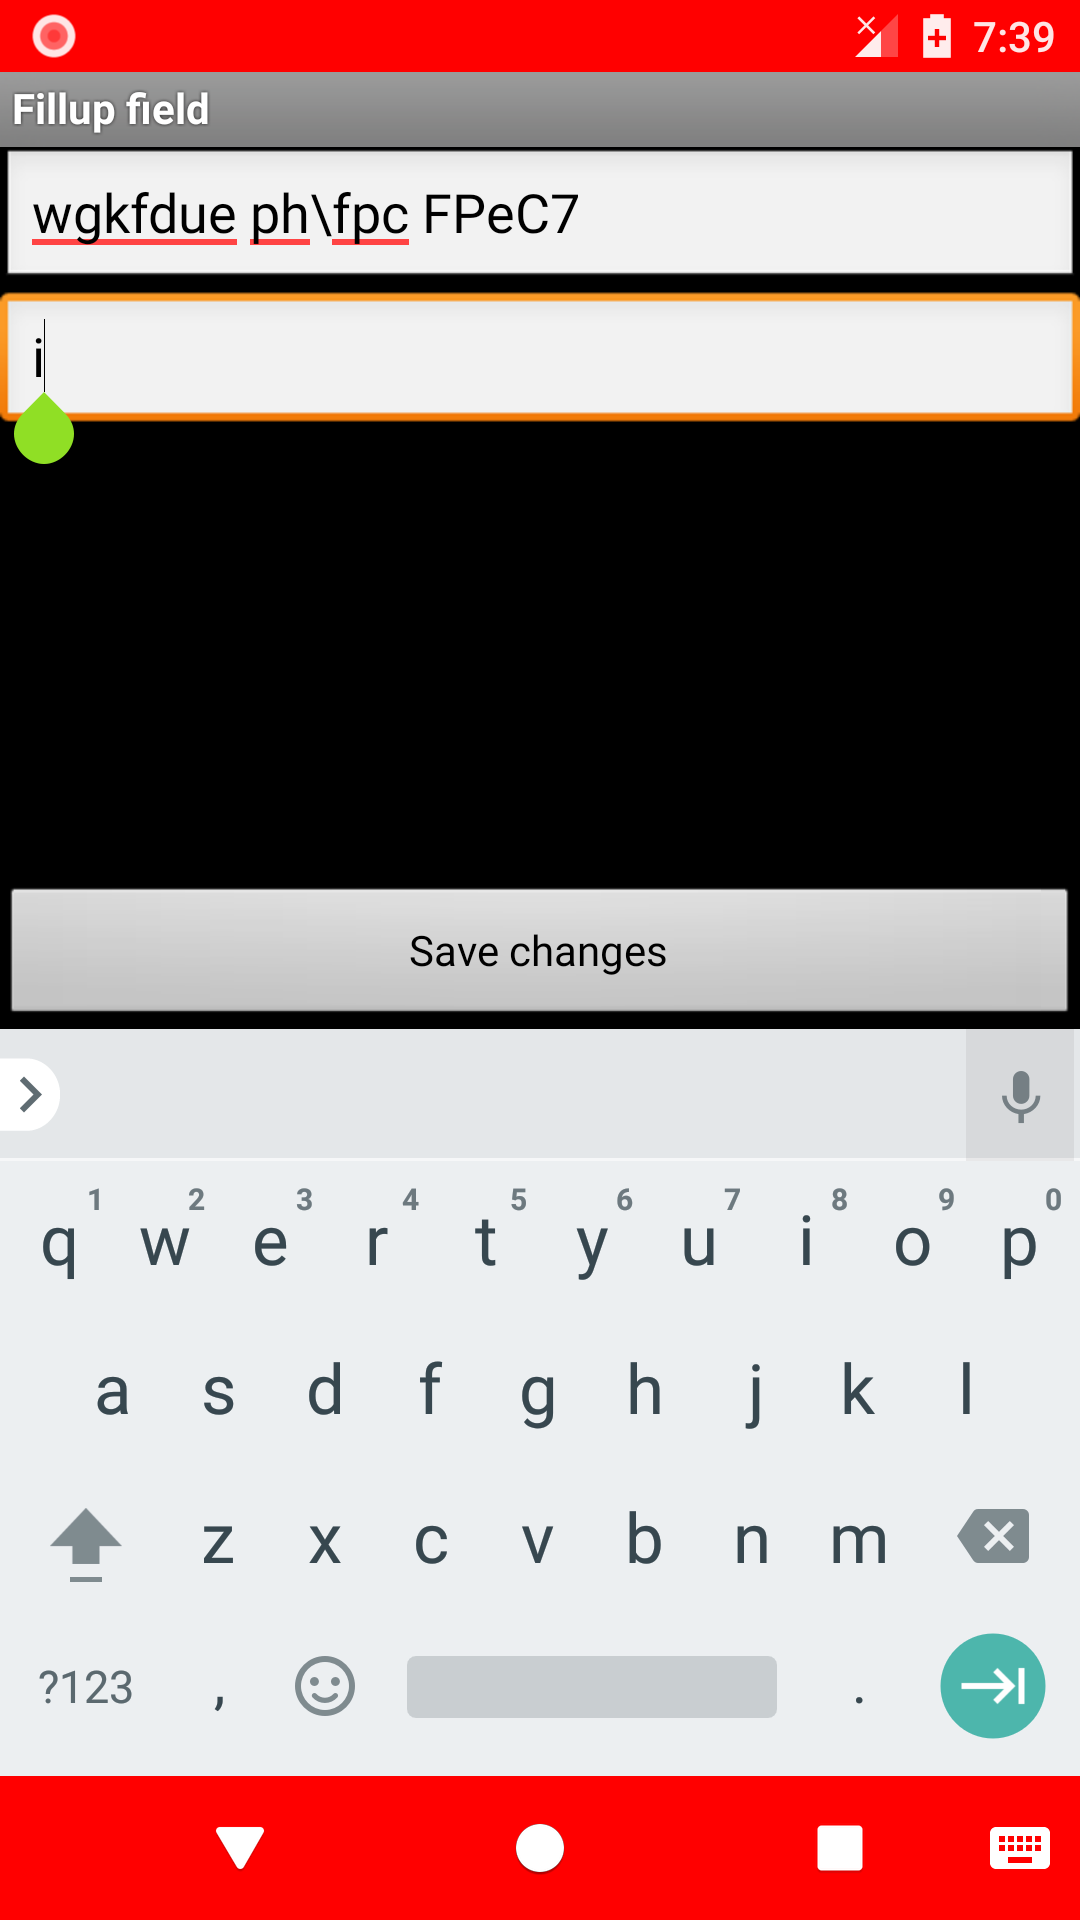 7:39
Fillup field
wgkfdue ph\fpc FPeC7
i
Save changes
1 2 3 4 5 6 7 8 9 0
q w e r t y u i o p
a s d f g h j k l
z x c v b n m
?123 , .